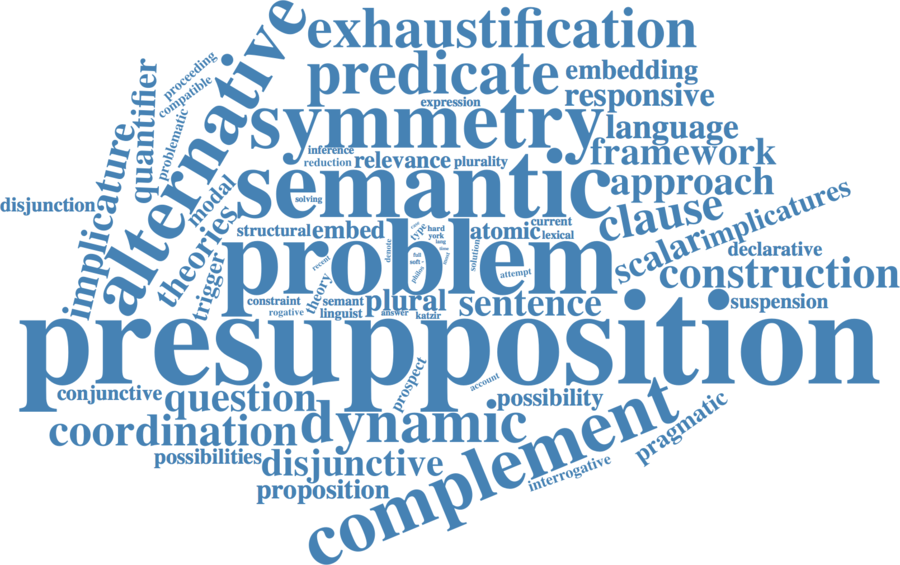 exhaustification
predicate
embedding
proceeding
compatible
expression
responsive
alternative
quantifier
problematic
symmetry
language
inference
reduction
relevance
plurality
framework
implicature
semantic
solving
approach
disjunction
modal
theories
clause
implicatures
scalar
structural
embed
atomic
current
lexical
declarative
problem
type
hard
york
long
time
full
soft -
philos
denote
solution
recent
attempt
construction
trigger
theory
constraint
rogative
semant
linguist
plural
answer
katzir
sentence
suspension
presupposition
conjunctive
question
prospect
account
possibility
coordination
dynamic
complement
pragmatic
possibilities
disjunctive
interrogative
proposition